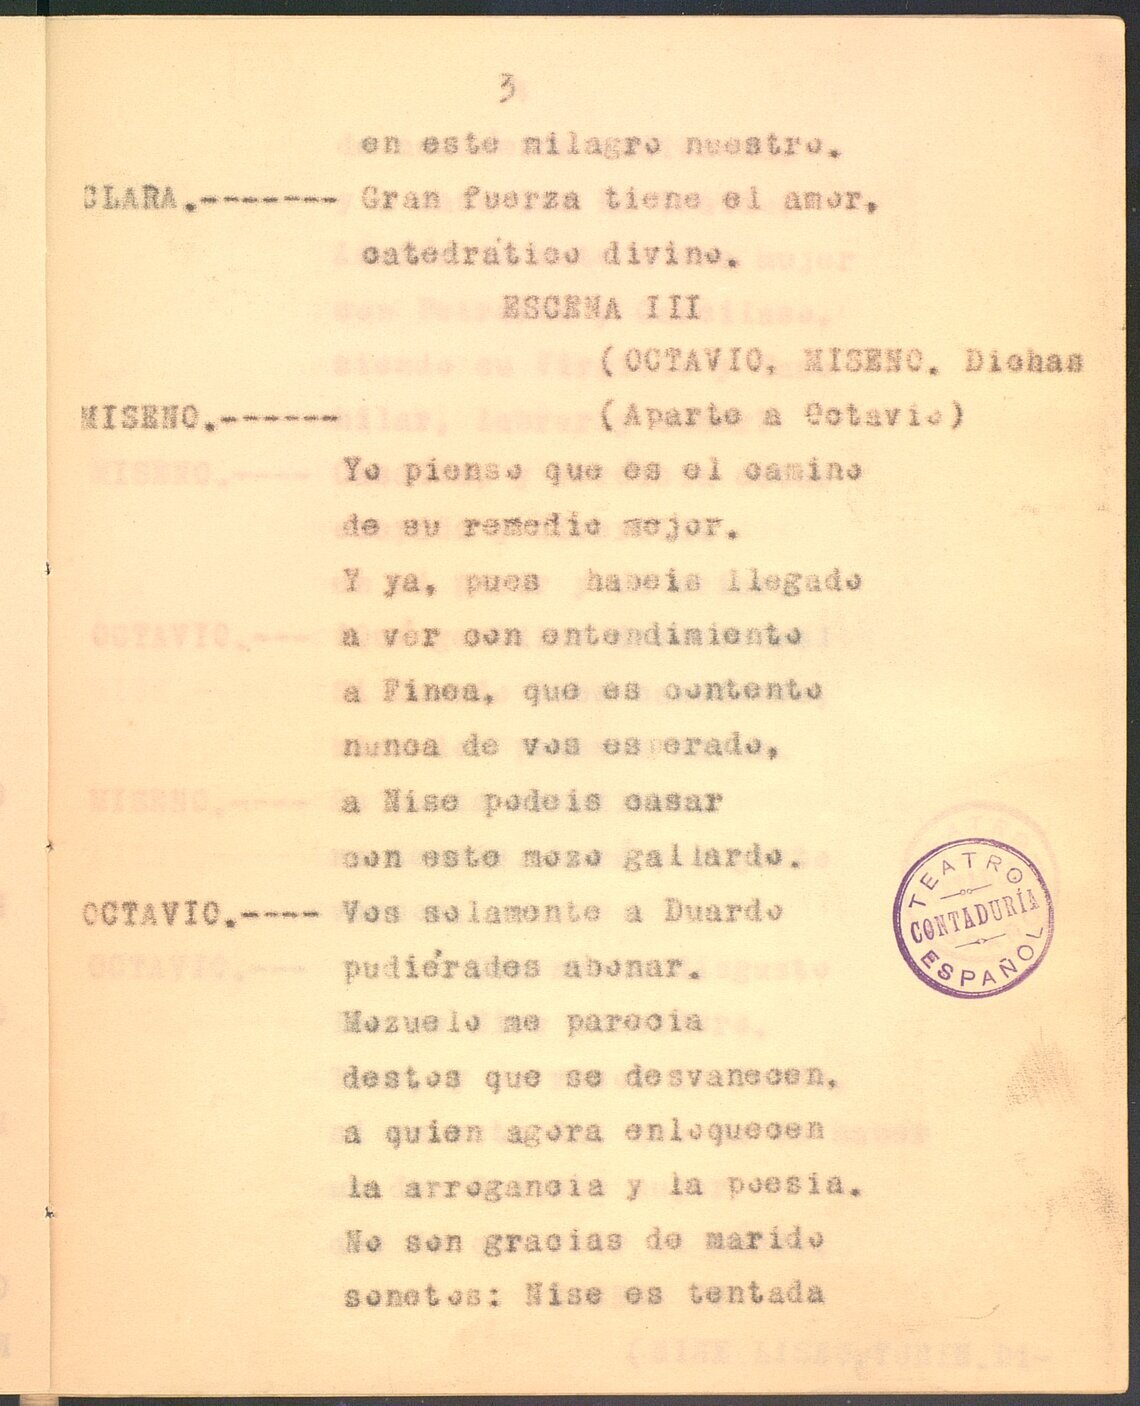 3
en este milagro nuestro.
CLARA.------- Gran fuerza tiene el amor,
catedrático divino.
ESCENA III
(OCTAVIO, MISENO. Dichas
MISENO.------ (Aparte a Octavio)
Yo pienso que es el camino
de su remedio mejor.
Y ya, pues habeis llegado
a ver con entendimiento
a Finea, que es contento
nunca de vos esperado,
a Nise podeis casar
con este mozo gallardo.
OCTAVIO.---- Vos solamente a Duardo
pudiérades abonar.
Mozuelo me parecia
destos que se desvanecen,
a quien agora enloquecen
la arrogancia y la poesia.
No son gracias de marido
sonetos: Nise es tentada
TEATRO ESPAÑOL
CONTADURÍA